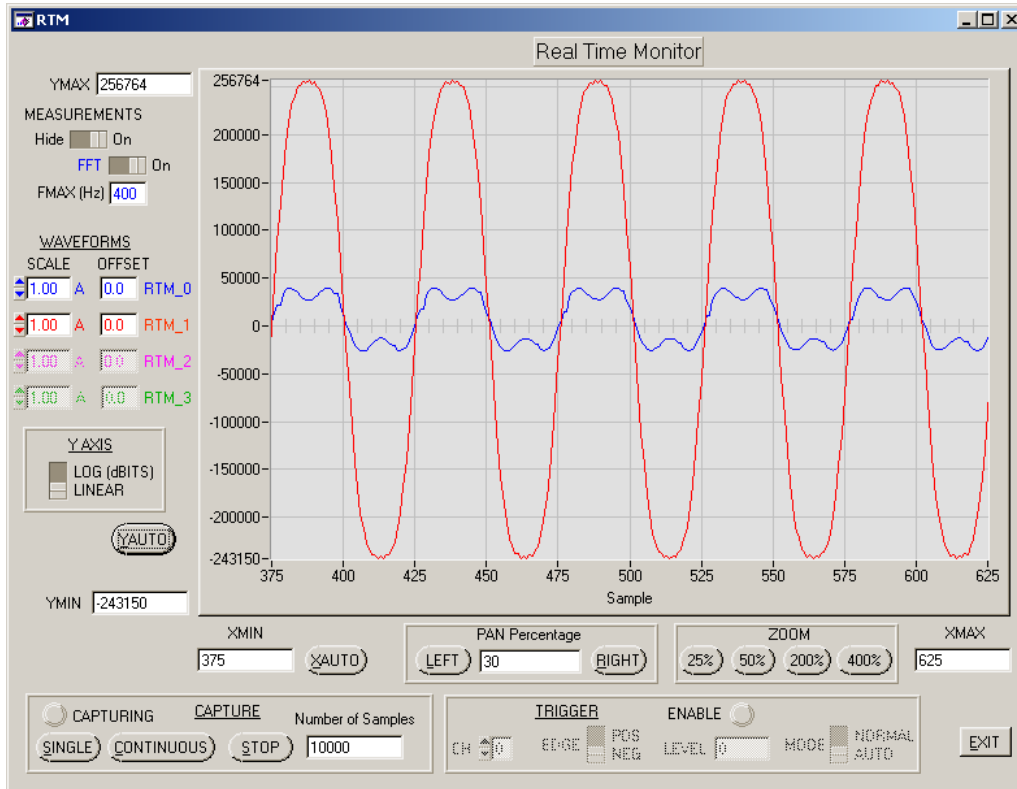 RTM
Real Time Monitor
YMAX 256764
MEASUREMENTS
Hide On
FFT On
FMAX (Hz) 400
WAVEFORMS
SCALE OFFSET
1.00 A 0.0 RTM_0
1.00 A 0.0 RTM_1
1.00 A 0.0 RTM_2
1.00 A 0.0 RTM_3
Y AXIS
LOG (dBITS)
LINEAR
YAUTO
YMIN -243150
256764
200000
150000
100000
50000
0
-50000
-100000
-150000
-200000
-243150
375 400 425 450 475 500 525 550 575 600 625
Sample
XMIN
375
XAUTO
PAN Percentage
LEFT 30 RIGHT
ZOOM
25% 50% 200% 400%
XMAX
625
CAPTURING CAPTURE Number of Samples
SINGLE CONTINUOUS STOP 10000
TRIGGER ENABLE
CH 0 EDGE POS NEG LEVEL 0 MODE NORMAL AUTO
EXIT